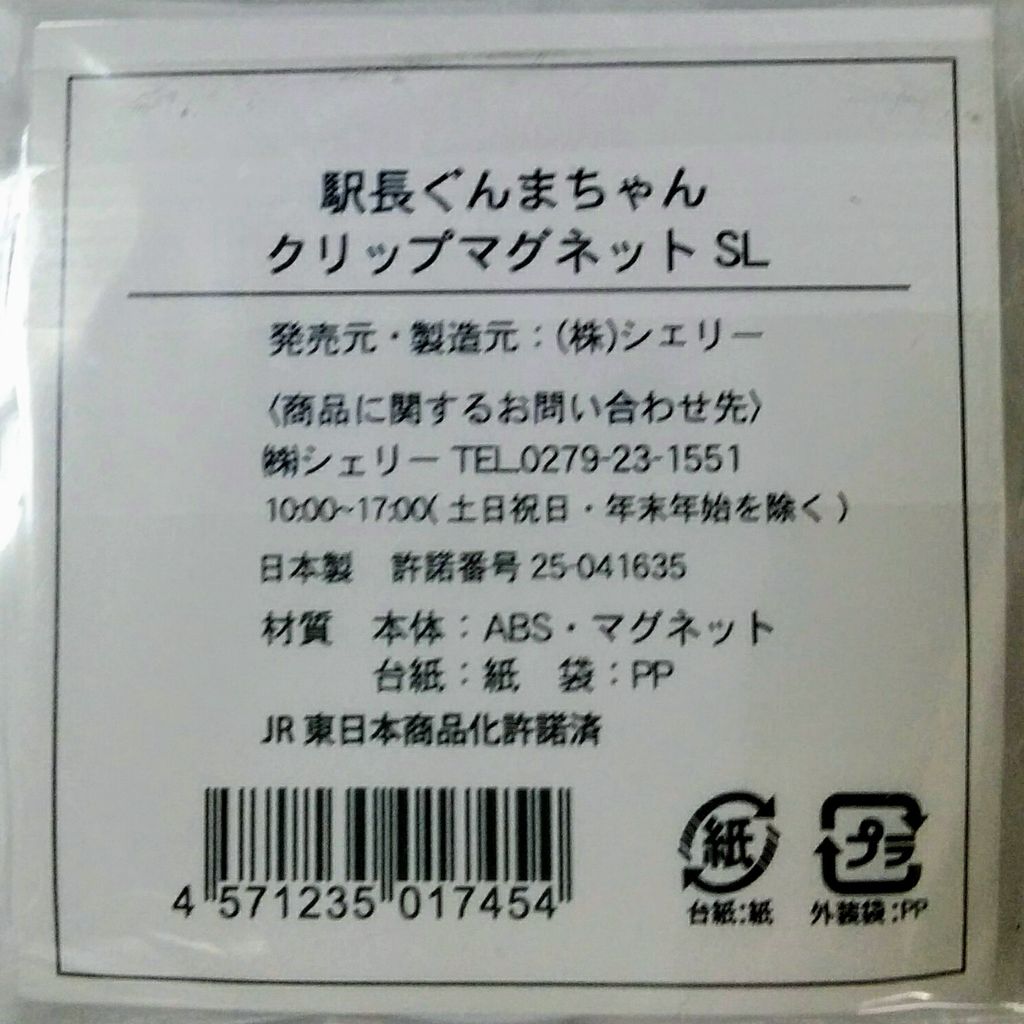 駅長ぐんまちゃん
クリップマグネット SL
発売元・製造元：(株)シェリー
〈商品に関するお問い合わせ先〉
㈱シェリー TEL.0279-23-1551
10:00~17:00( 土日祝日・年末年始を除く )
日本製　許諾番号 25-041635
材質　本体：ABS・マグネット
台紙：紙　袋：PP
JR 東日本商品化許諾済
4 571235 017454
紙
台紙:紙
プラ
外装袋:PP